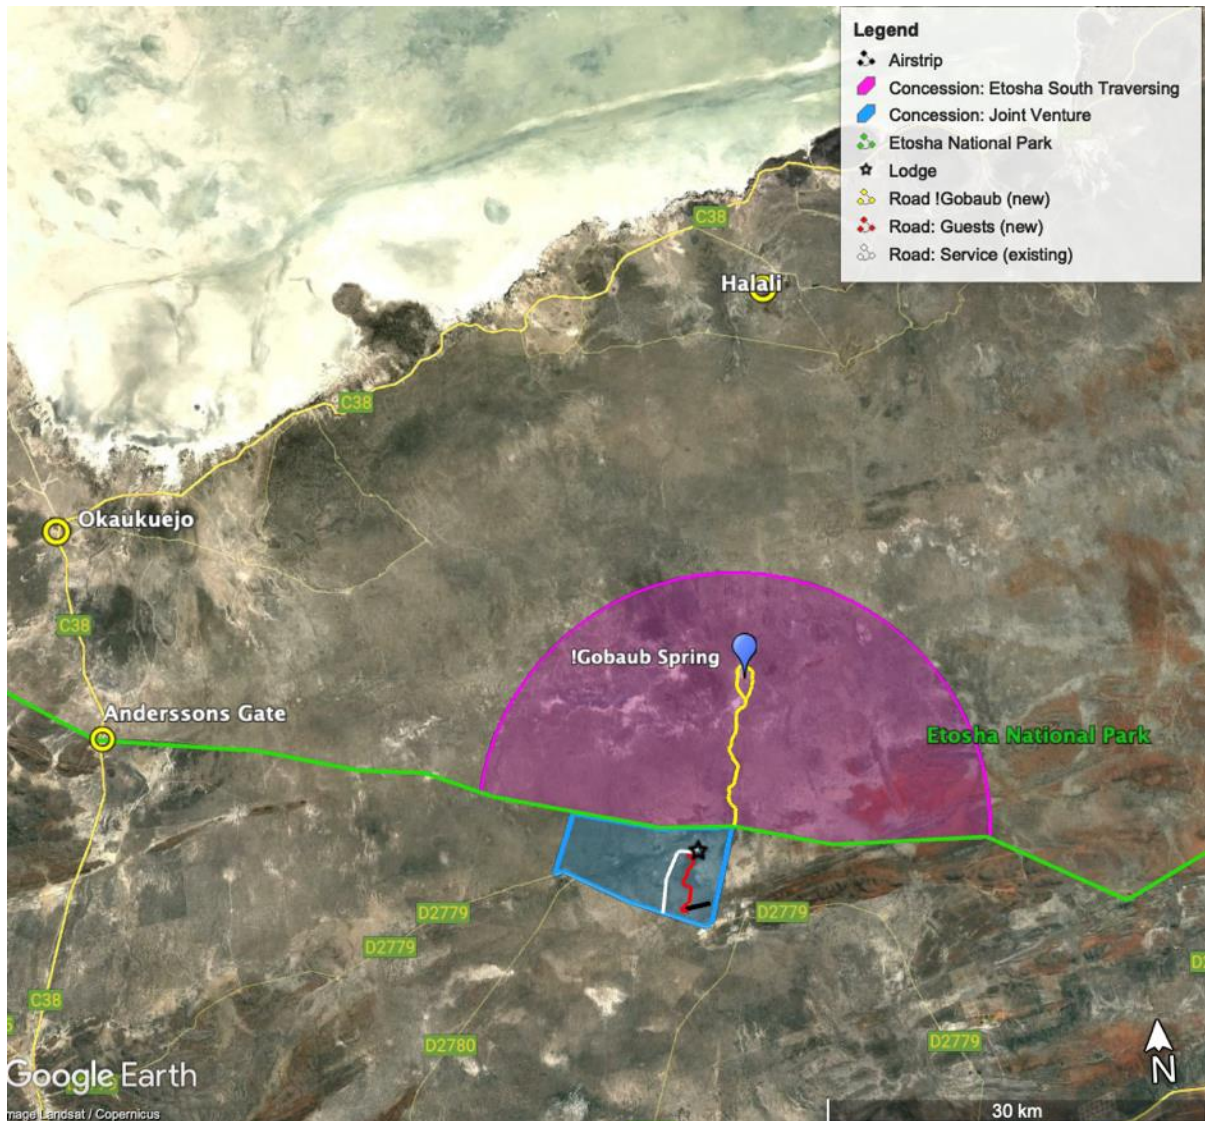 Legend
Airstrip
Concession: Etosha South Traversing
Concession: Joint Venture
Etosha National Park
Lodge
Road !Gobaub (new)
Road: Guests (new)
Road: Service (existing)
C38
Halali
C38
Okaukuejo
C38
!Gobaub Spring
Anderssons Gate
Etosha National Park
D2779
D2779
D2779
C38
D2780
D2779
N
Google Earth
Image Landsat / Copernicus
30 km